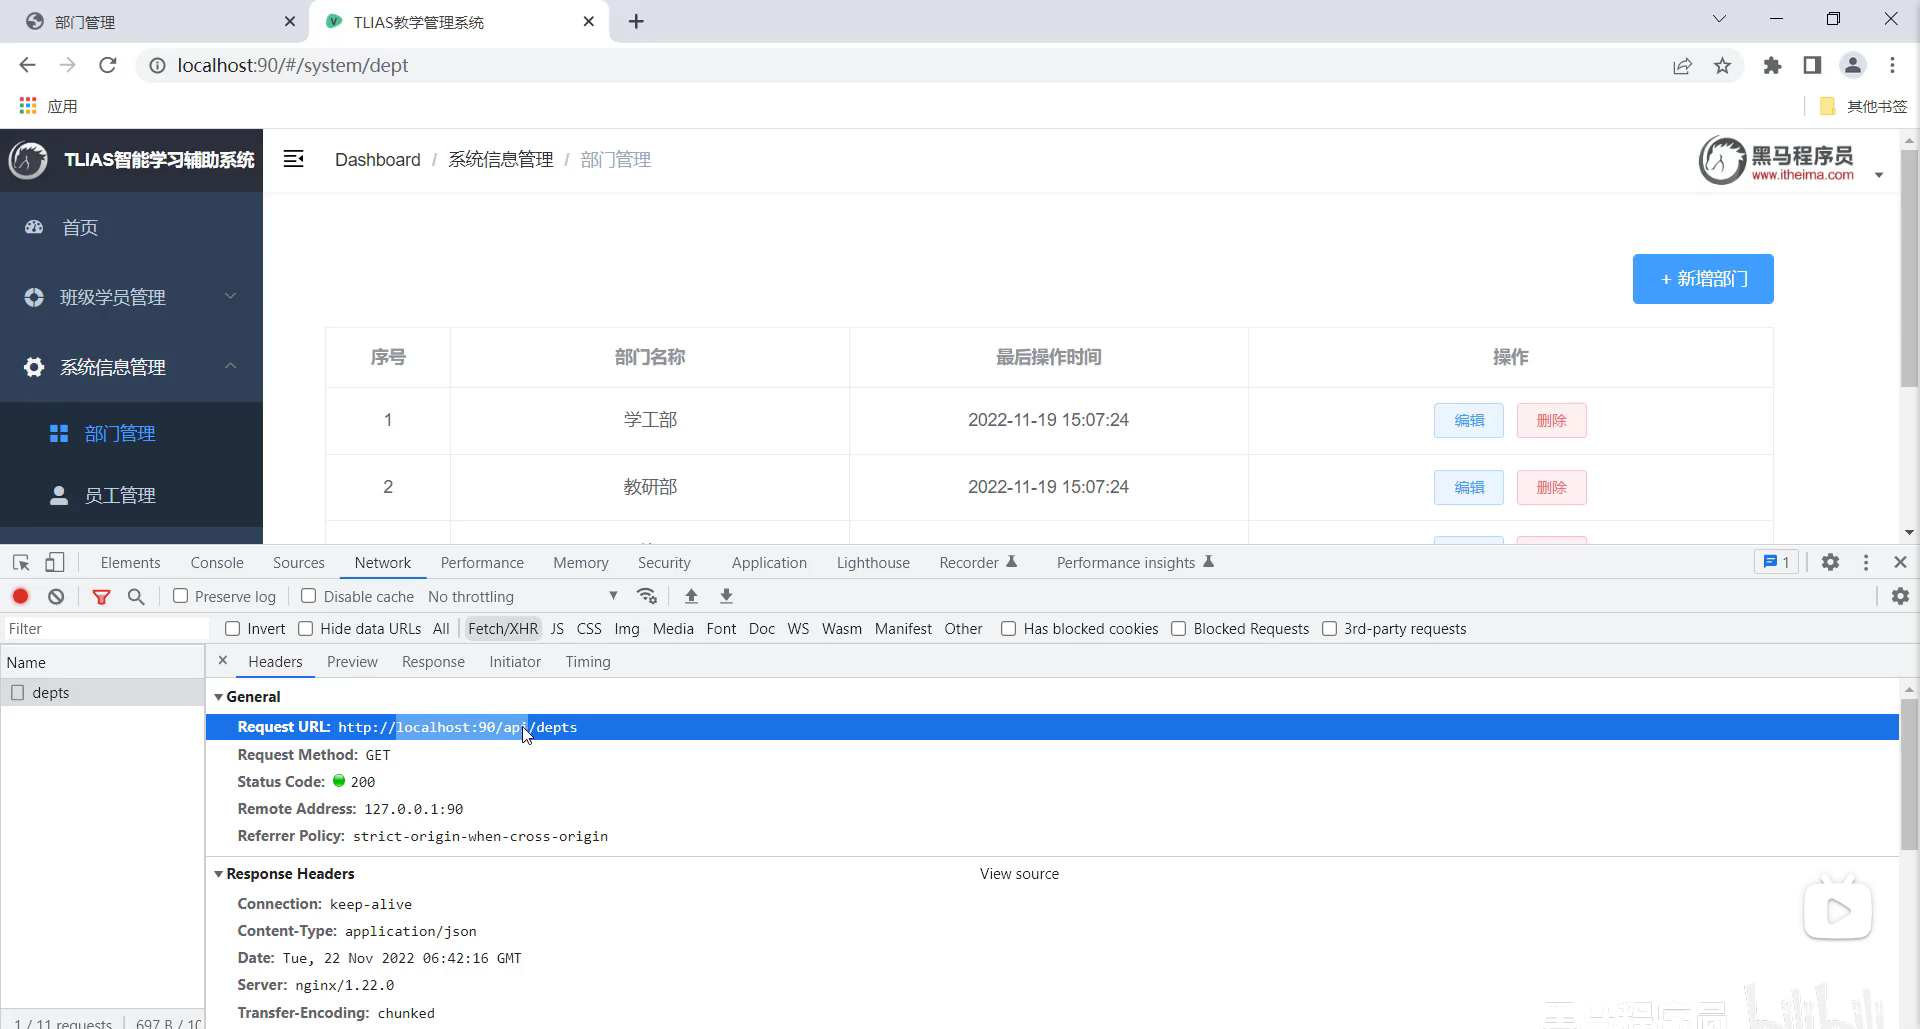 部门管理
TLIAS教学管理系统
localhost:90/#/system/dept
应用
其他书签
TLIAS智能学习辅助系统
Dashboard / 系统信息管理 / 部门管理
黑马程序员
www.itheima.com
首页
+ 新增部门
班级学员管理
序号 部门名称 最后操作时间 操作
系统信息管理
1 学工部 2022-11-19 15:07:24 编辑 删除
部门管理
2 教研部 2022-11-19 15:07:24 编辑 删除
员工管理
Elements Console Sources Network Performance Memory Security Application Lighthouse Recorder Performance insights 1
Preserve log Disable cache No throttling
Filter Invert Hide data URLs All Fetch/XHR JS CSS Img Media Font Doc WS Wasm Manifest Other Has blocked cookies Blocked Requests 3rd-party requests
Name Headers Preview Response Initiator Timing
depts
General
Request URL: http://localhost:90/api/depts
Request Method: GET
Status Code: 200
Remote Address: 127.0.0.1:90
Referrer Policy: strict-origin-when-cross-origin
Response Headers View source
Connection: keep-alive
Content-Type: application/json
Date: Tue, 22 Nov 2022 06:42:16 GMT
Server: nginx/1.22.0
Transfer-Encoding: chunked
1 / 11 requests 697 B / 10
黑马程序员 bilibili